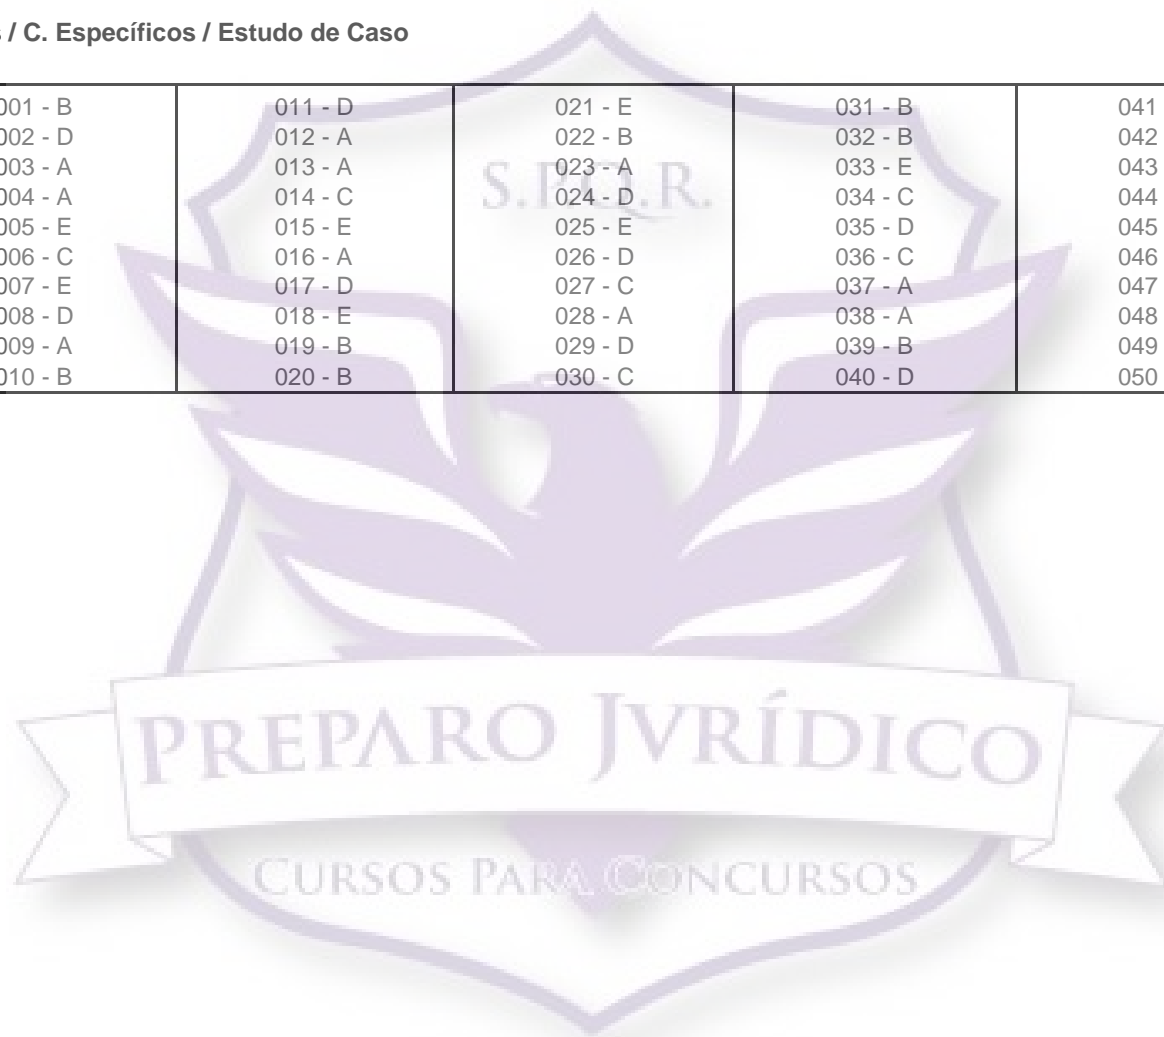 s / C. Específicos / Estudo de Caso
001 - B 011 - D 021 - E 031 - B 041
002 - D 012 - A 022 - B 032 - B 042
003 - A 013 - A 023 - A 033 - E 043
004 - A 014 - C 024 - D 034 - C 044
005 - E 015 - E 025 - E 035 - D 045
006 - C 016 - A 026 - D 036 - C 046
007 - E 017 - D 027 - C 037 - A 047
008 - D 018 - E 028 - A 038 - A 048
009 - A 019 - B 029 - D 039 - B 049
010 - B 020 - B 030 - C 040 - D 050
S.P.Q.R.
PREPARO JVRÍDICO
CURSOS PARA CONCURSOS